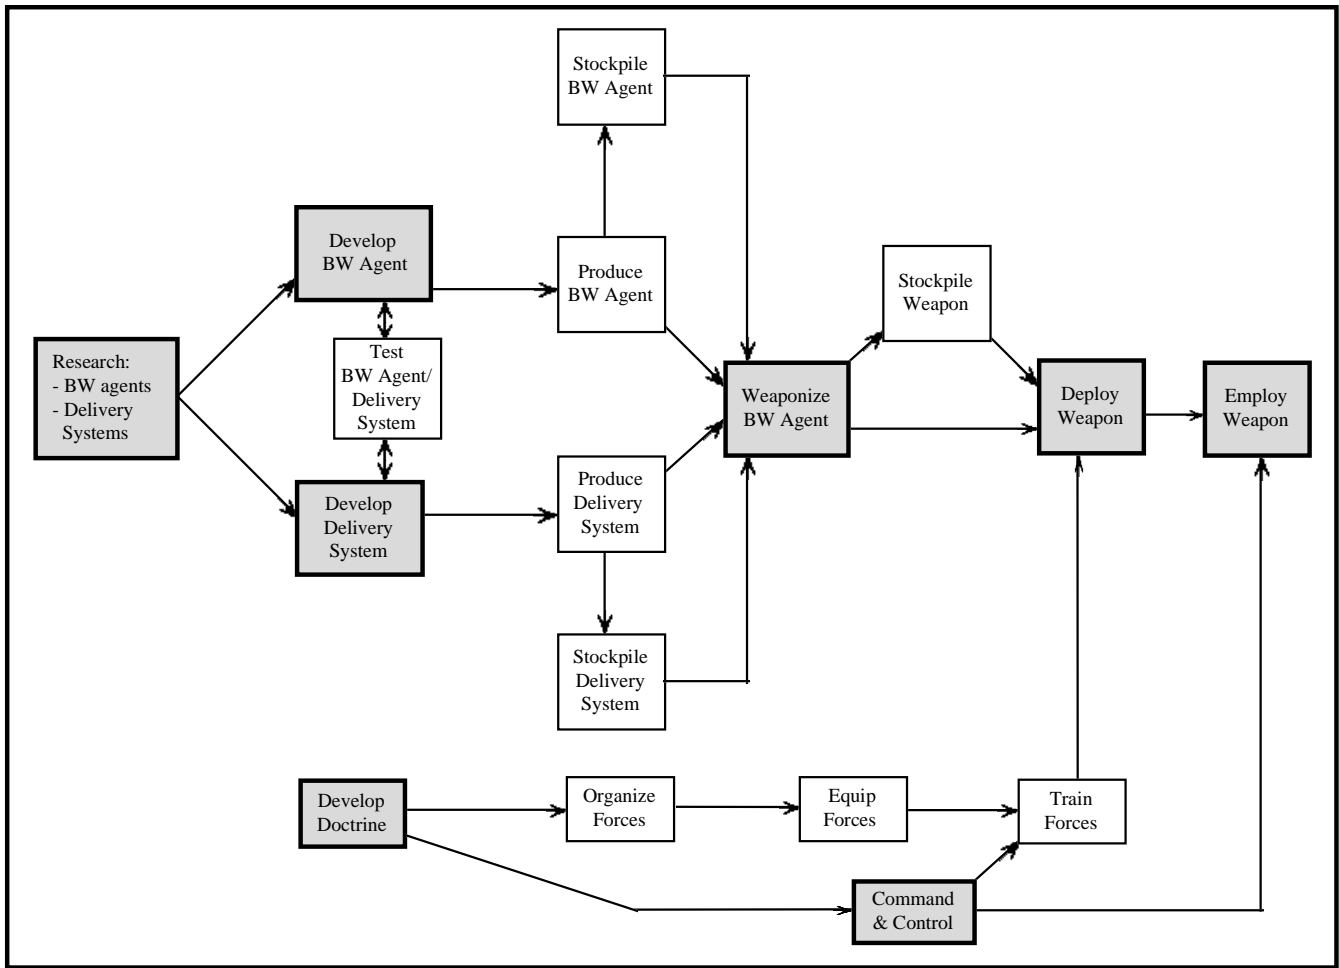 Stockpile
BW Agent
Develop
BW Agent
Produce
BW Agent
Stockpile
Weapon
Research:
- BW agents
- Delivery
Systems
Test
BW Agent/
Delivery
System
Weaponize
BW Agent
Deploy
Weapon
Employ
Weapon
Develop
Delivery
System
Produce
Delivery
System
Stockpile
Delivery
System
Develop
Doctrine
Organize
Forces
Equip
Forces
Train
Forces
Command
& Control